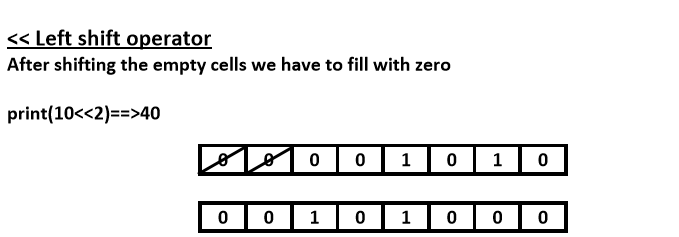 << Left shift operator
After shifting the empty cells we have to fill with zero
print(10<<2)==>40
0 0 0 0 1 0 1 0
0 0 1 0 1 0 0 0